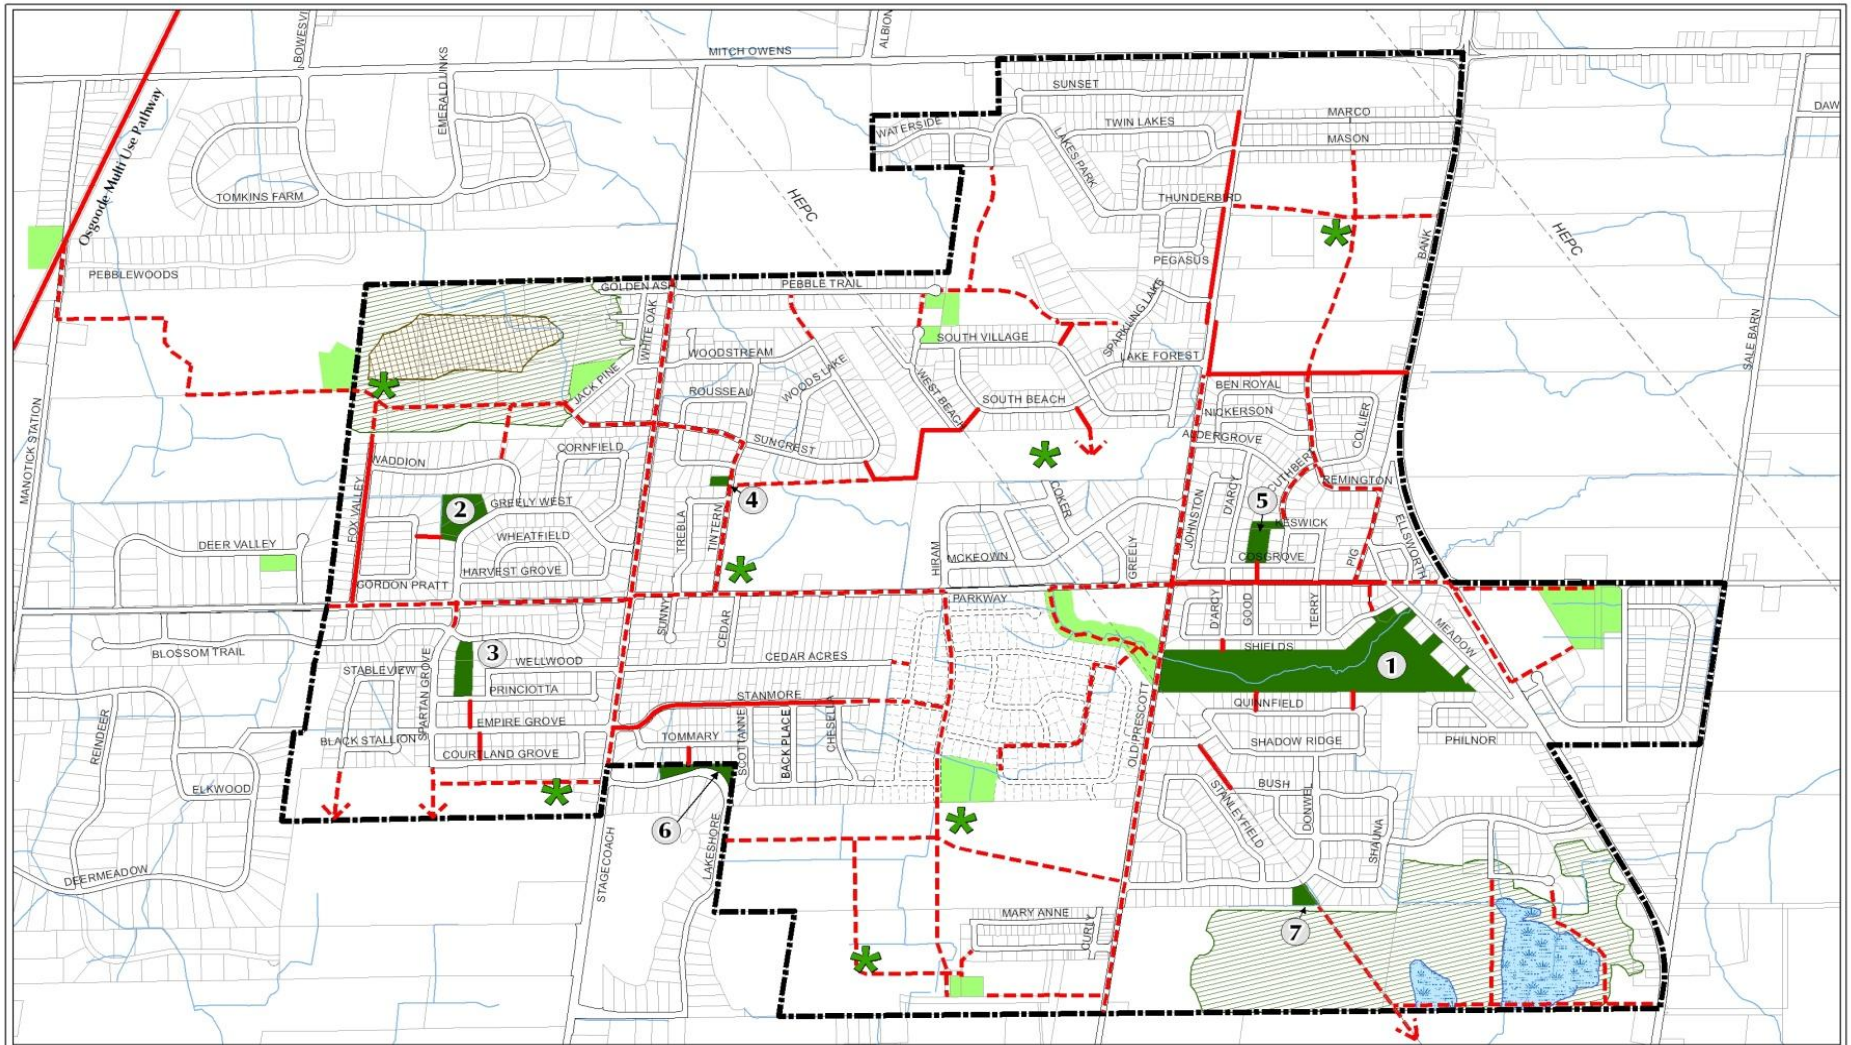 BOWESVI
ALBION
MITCH OWENS
EMERALD LINKS
SUNSET
DAW
MARCO
Osgoode Multi Use Pathway
WATERSIDE
TWIN LAKES
MASON
LAKES PARK
TOMKINS FARM
HEPC
THUNDERBIRD
HEPC
BANK
PEBBLEWOODS
PEGASUS
GOLDEN ASH
PEBBLE TRAIL
SPARKLING LAKE
WHITE OAK
SALE BARN
SOUTH VILLAGE
WOODSTREAM
LAKE FOREST
JACK PINE
WOODS LAKE
ROUSSEAU
WEST BEACH
BEN ROYAL
MANOTICK STATION
SOUTH BEACH
NICKERSON
COLLIER
CORNFIELD
SUNCREST
ALDERGROVE
WADDION
CUTHBERT
REMINGTON
FOX VALLEY
2
GREELY WEST
4
COKER
D'ARCY
5
TREBLA
TINTERN
JOHNSTON
KESWICK
DEER VALLEY
WHEATFIELD
ELLSWORTH
HIRAM
MCKEOWN
GREELY
COSGROVE
PIG
GORDON PRATT
HARVEST GROVE
SUNNY
CEDAR
PARKWAY
D'ARCY
GOOD
TERRY
MEADOW
BLOSSOM TRAIL
3
WELLWOOD
CEDAR ACRES
SHIELDS
1
STABLEVIEW
SPARTAN GROVE
PRINCIOTTA
STANMORE
QUINNFIELD
REINDEER
EMPIRE GROVE
TOMMARY
SCOTTANNE
BACK PLACE
CHESELIA
OLD PRESCOTT
BLACK STALLION
COURTLAND GROVE
SHADOW RIDGE
PHILNOR
ELKWOOD
STANLEYFIELD
BUSH
DONWEL
6
SHAUNA
STAGECOACH
LAKESHORE
DEERMEADOW
MARY ANNE
CURLY
7